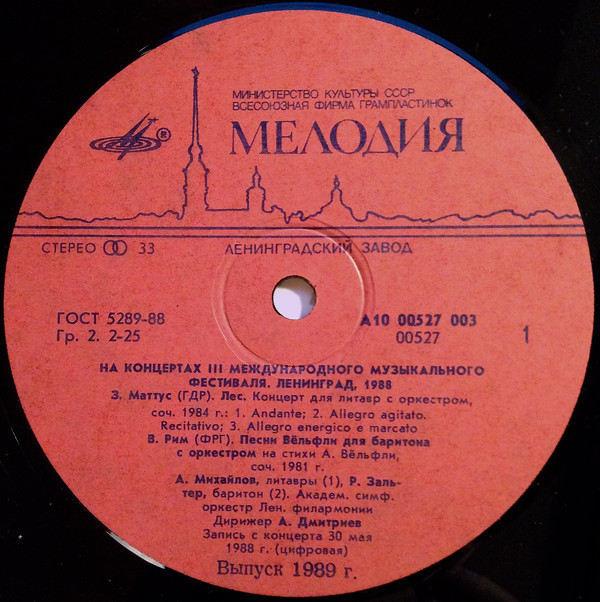 МИНИСТЕРСТВО КУЛЬТУРЫ СССР
ВСЕСОЮЗНАЯ ФИРМА ГРАМПЛАСТИНОК
МЕЛОДИЯ
®
СТЕРЕО 33 ЛЕНИНГРАДСКИЙ ЗАВОД
ГОСТ 5289-88 А10 00527 003
Гр. 2. 2-25 00527 1
НА КОНЦЕРТАХ III МЕЖДУНАРОДНОГО МУЗЫКАЛЬНОГО
ФЕСТИВАЛЯ. ЛЕНИНГРАД, 1988
З. Маттус (ГДР). Лес. Концерт для литавр с оркестром,
соч. 1984 г.: 1. Andante; 2. Allegro agitato.
Recitativo; 3. Allegro energico e marcato
В. Рим (ФРГ). Песни Вёльфли для баритона
с оркестром на стихи А. Вёльфли,
соч. 1981 г.
А. Михайлов, литавры (1), Р. Заль-
тер, баритон (2). Академ. симф.
оркестр Лен. филармонии
Дирижер А. Дмитриев
Запись с концерта 30 мая
1988 г. (цифровая)
Выпуск 1989 г.